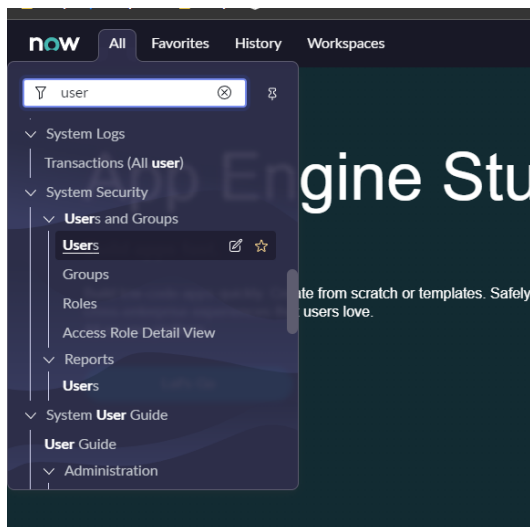 now
All
Favorites
History
Workspaces
user
System Logs
Transactions (All user)
System Security
Users and Groups
Users
Groups
Roles
Access Role Detail View
Reports
Users
System User Guide
User Guide
Administration
App Engine Stu
from scratch or templates. Safely
users love.